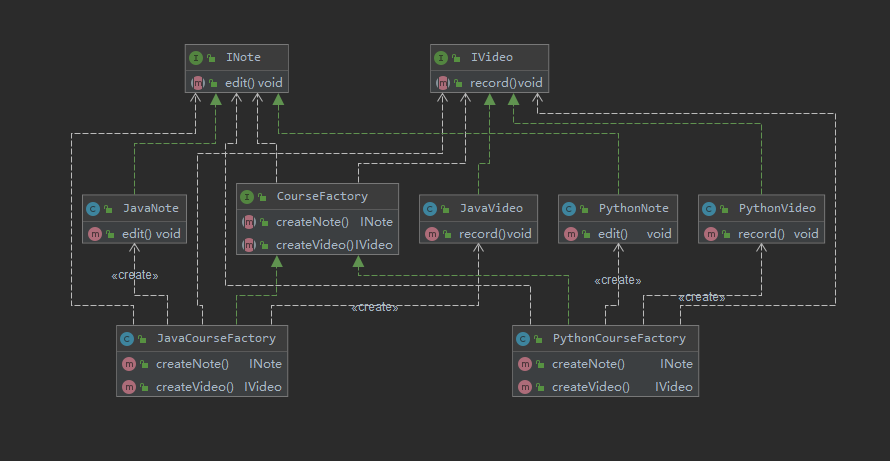 INote
edit() void
IVideo
record() void
JavaNote
edit() void
CourseFactory
createNote() INote
createVideo() IVideo
JavaVideo
record() void
PythonNote
edit() void
PythonVideo
record() void
«create»
«create»
«create»
«create»
JavaCourseFactory
createNote() INote
createVideo() IVideo
PythonCourseFactory
createNote() INote
createVideo() IVideo